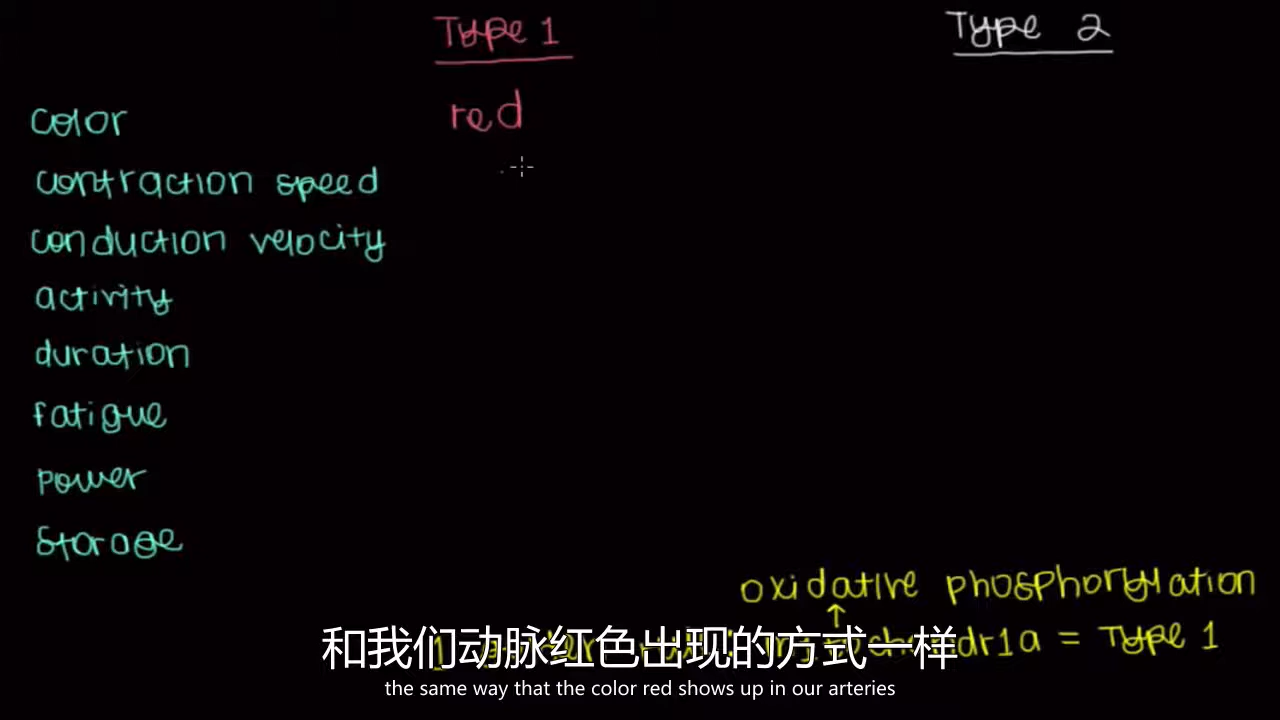 Type 1
Type 2
color
red
contraction speed
conduction velocity
activity
duration
fatigue
power
storage
oxidative phosphorylation
= Type 1
和我们动脉红色出现的方式一样
the same way that the color red shows up in our arteries